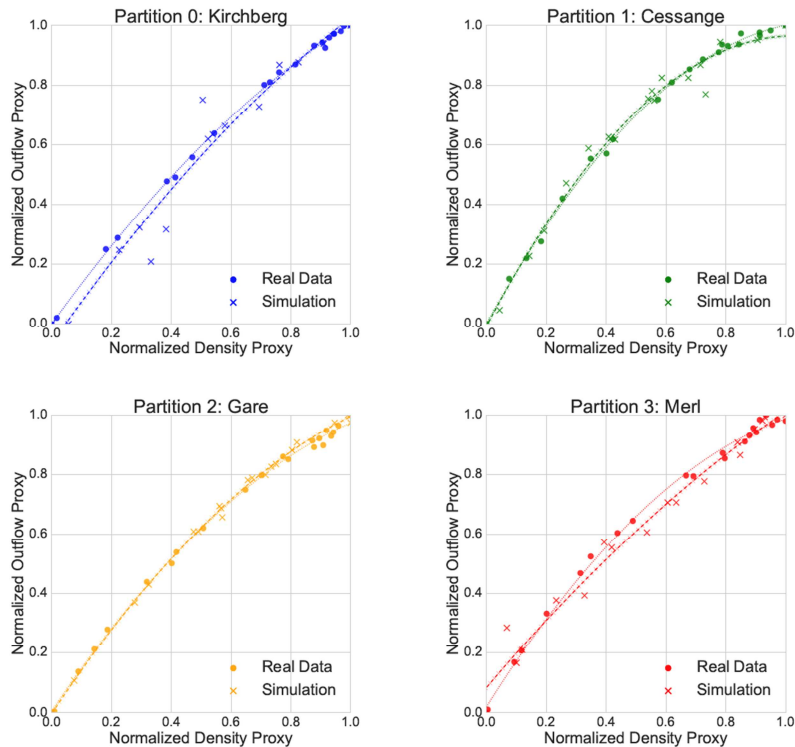 Partition 0: Kirchberg
Normalized Outflow Proxy
1.0
0.8
0.6
0.4
0.2
0.0
Real Data
Simulation
0.0 0.2 0.4 0.6 0.8 1.0
Normalized Density Proxy
Partition 1: Cessange
Normalized Outflow Proxy
1.0
0.8
0.6
0.4
0.2
0.0
Real Data
Simulation
0.0 0.2 0.4 0.6 0.8 1.0
Normalized Density Proxy
Partition 2: Gare
Normalized Outflow Proxy
1.0
0.8
0.6
0.4
0.2
0.0
Real Data
Simulation
0.0 0.2 0.4 0.6 0.8 1.0
Normalized Density Proxy
Partition 3: Merl
Normalized Outflow Proxy
1.0
0.8
0.6
0.4
0.2
0.0
Real Data
Simulation
0.0 0.2 0.4 0.6 0.8 1.0
Normalized Density Proxy